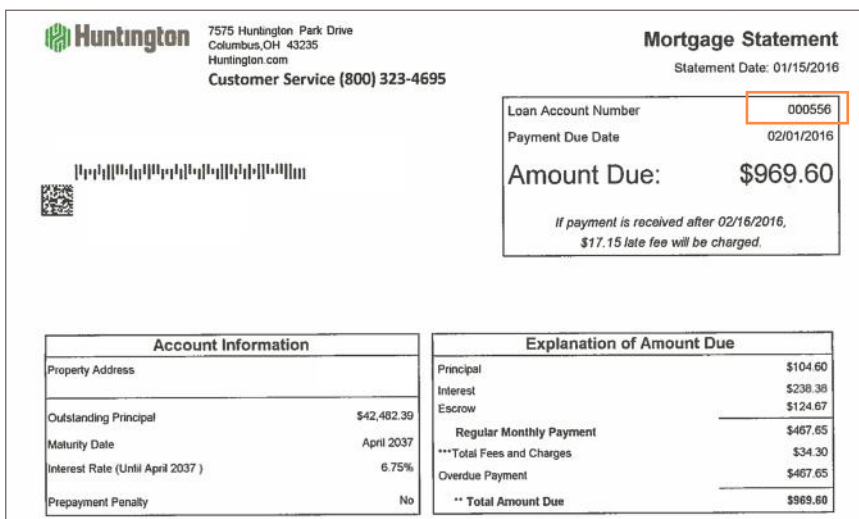 Huntington
7575 Huntington Park Drive
Columbus,OH 43235
Huntington.com
Customer Service (800) 323-4695
Mortgage Statement
Statement Date: 01/15/2016
Loan Account Number 000556
Payment Due Date 02/01/2016
Amount Due: $969.60
If payment is received after 02/16/2016,
$17.15 late fee will be charged.
Account Information
Property Address
Outstanding Principal $42,482.39
Maturity Date April 2037
Interest Rate (Until April 2037 ) 6.75%
Prepayment Penalty No
Explanation of Amount Due
Principal $104.60
Interest $238.38
Escrow $124.67
Regular Monthly Payment $467.65
***Total Fees and Charges $34.30
Overdue Payment $467.65
** Total Amount Due $969.60